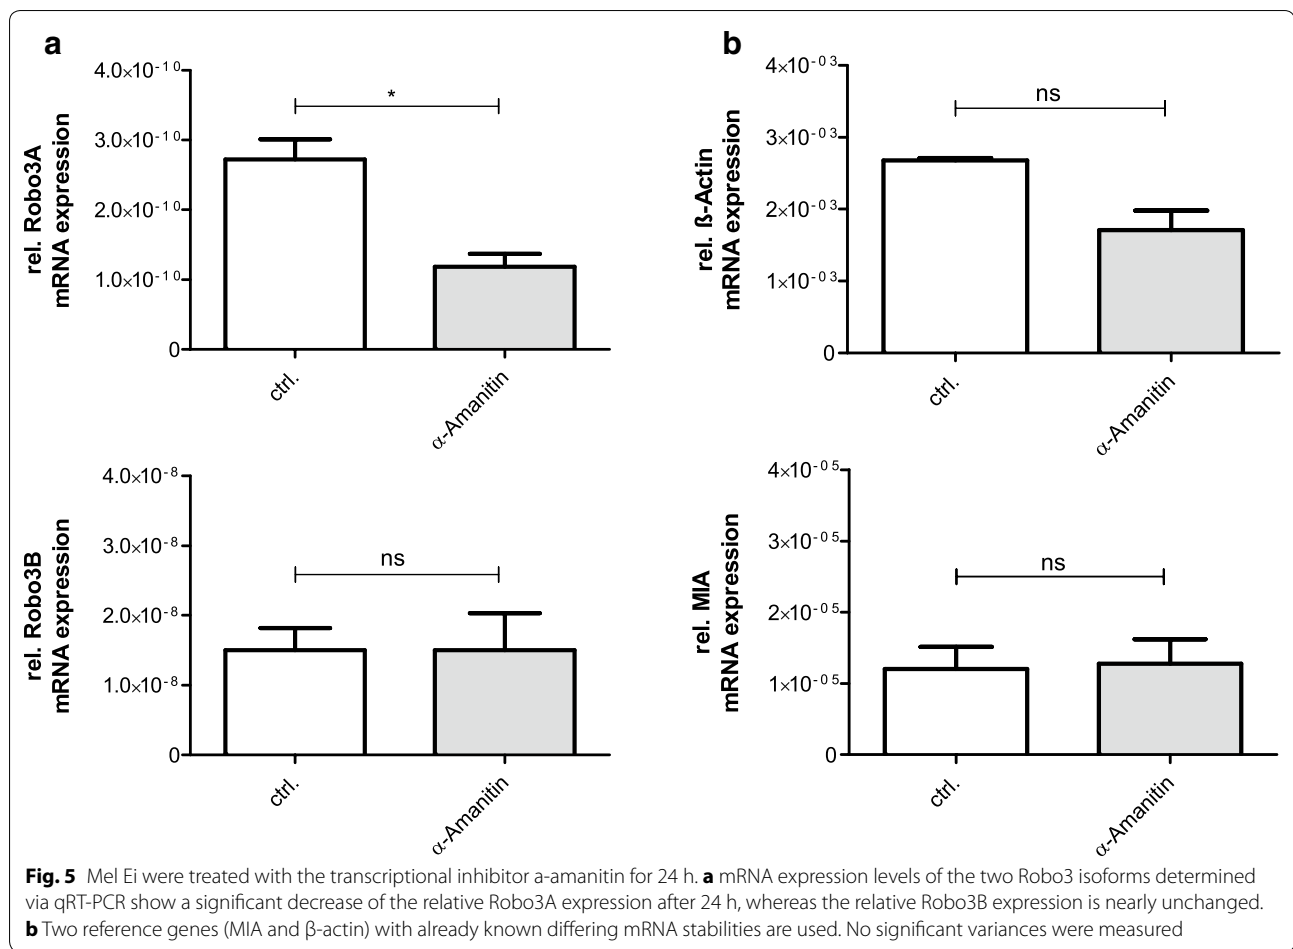 a
4.0×10⁻¹⁰
3.0×10⁻¹⁰
2.0×10⁻¹⁰
1.0×10⁻¹⁰
0
rel. Robo3A
mRNA expression
*
ctrl.
α-Amanitin
4.0×10⁻⁸
3.0×10⁻⁸
2.0×10⁻⁸
1.0×10⁻⁸
0
rel. Robo3B
mRNA expression
ns
ctrl.
α-Amanitin
b
4×10⁻⁰³
3×10⁻⁰³
2×10⁻⁰³
1×10⁻⁰³
0
rel. ß-Actin
mRNA expression
ns
ctrl.
α-Amanitin
4×10⁻⁰⁵
3×10⁻⁰⁵
2×10⁻⁰⁵
1×10⁻⁰⁵
0
rel. MIA
mRNA expression
ns
ctrl.
α-Amanitin
Fig. 5 Mel Ei were treated with the transcriptional inhibitor a-amanitin for 24 h. a mRNA expression levels of the two Robo3 isoforms determined
via qRT-PCR show a significant decrease of the relative Robo3A expression after 24 h, whereas the relative Robo3B expression is nearly unchanged.
b Two reference genes (MIA and β-actin) with already known differing mRNA stabilities are used. No significant variances were measured